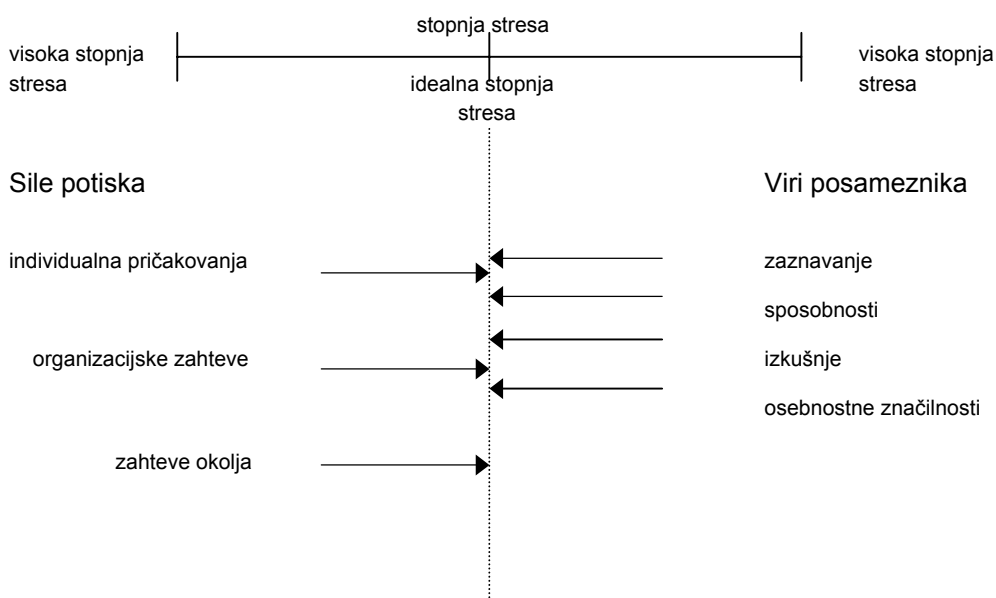 stopnja stresa
visoka stopnja
stresa
visoka stopnja
stresa
idealna stopnja
stresa
Sile potiska
Viri posameznika
individualna pričakovanja
zaznavanje
sposobnosti
organizacijske zahteve
izkušnje
osebnostne značilnosti
zahteve okolja